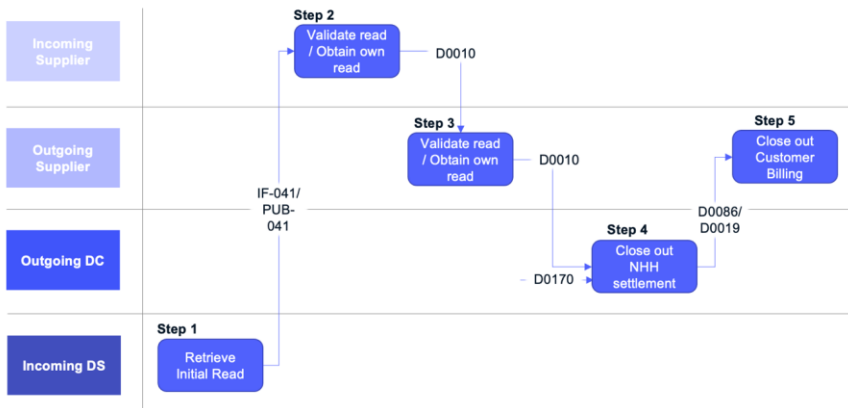 Step 2
Incoming
Supplier
Validate read
/ Obtain own
read
D0010
Step 3
Step 5
Outgoing
Supplier
Validate read
/ Obtain own
read
D0010
Close out
Customer
Billing
IF-041/
PUB-
041
D0086/
D0019
Step 4
Outgoing DC
Close out
NHH
settlement
D0170
Step 1
Incoming DS
Retrieve
Initial Read